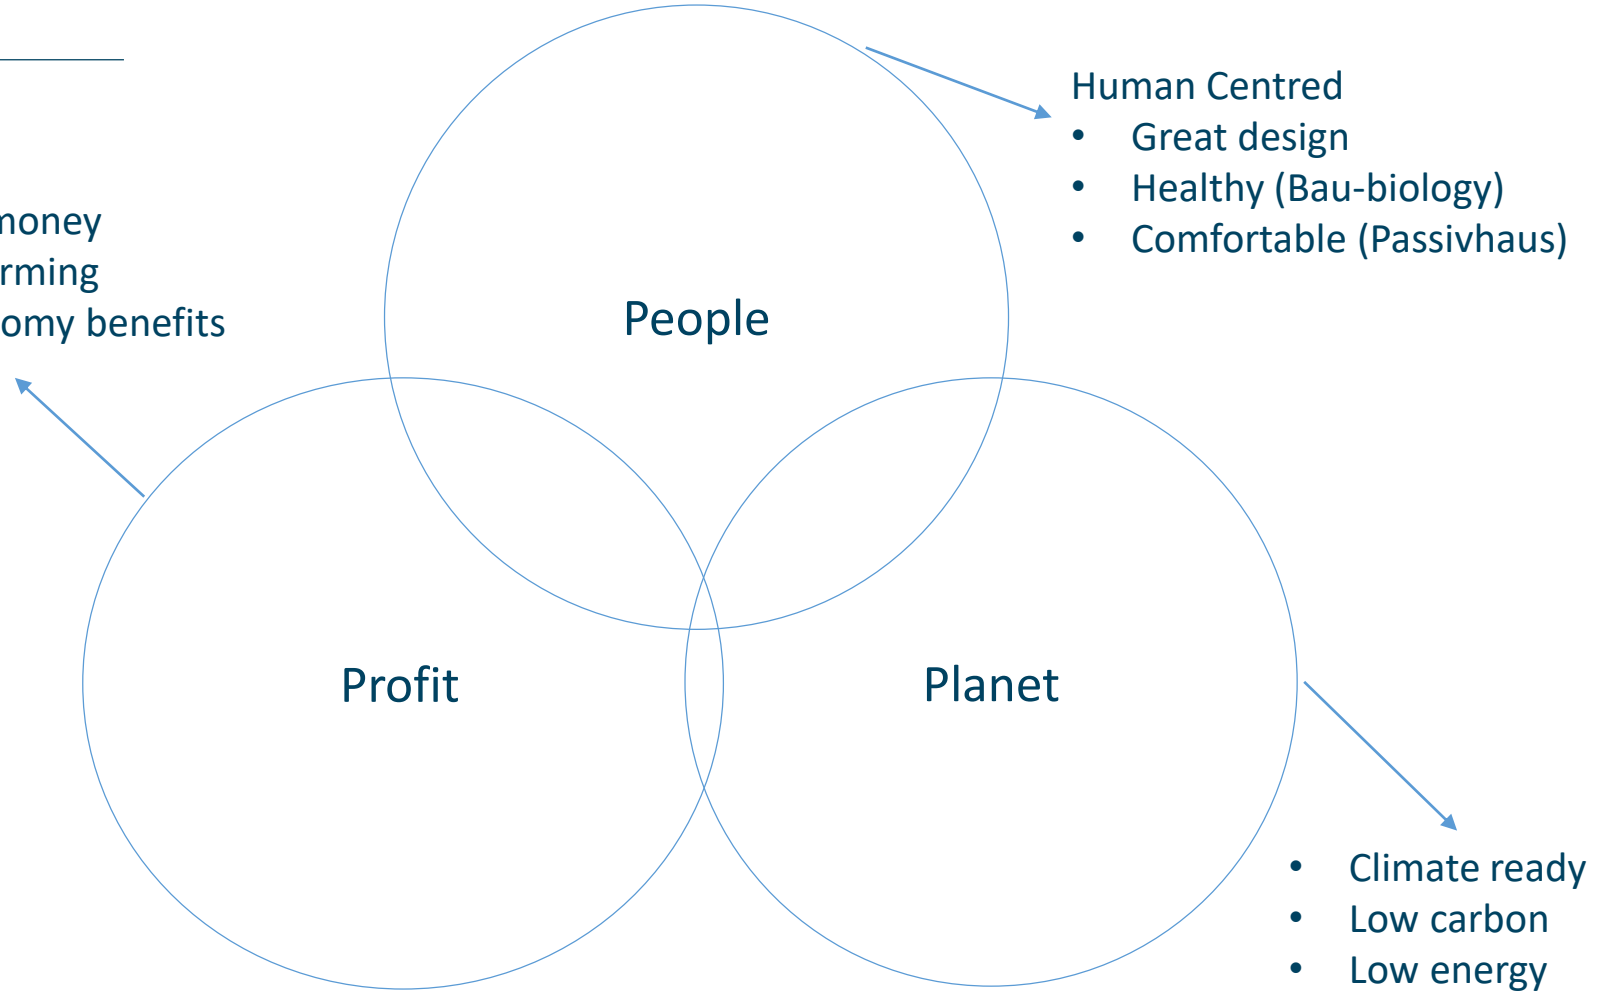 Human Centred
• Great design
• Healthy (Bau-biology)
• Comfortable (Passivhaus)
money
rming
omy benefits
People
Profit
Planet
• Climate ready
• Low carbon
• Low energy